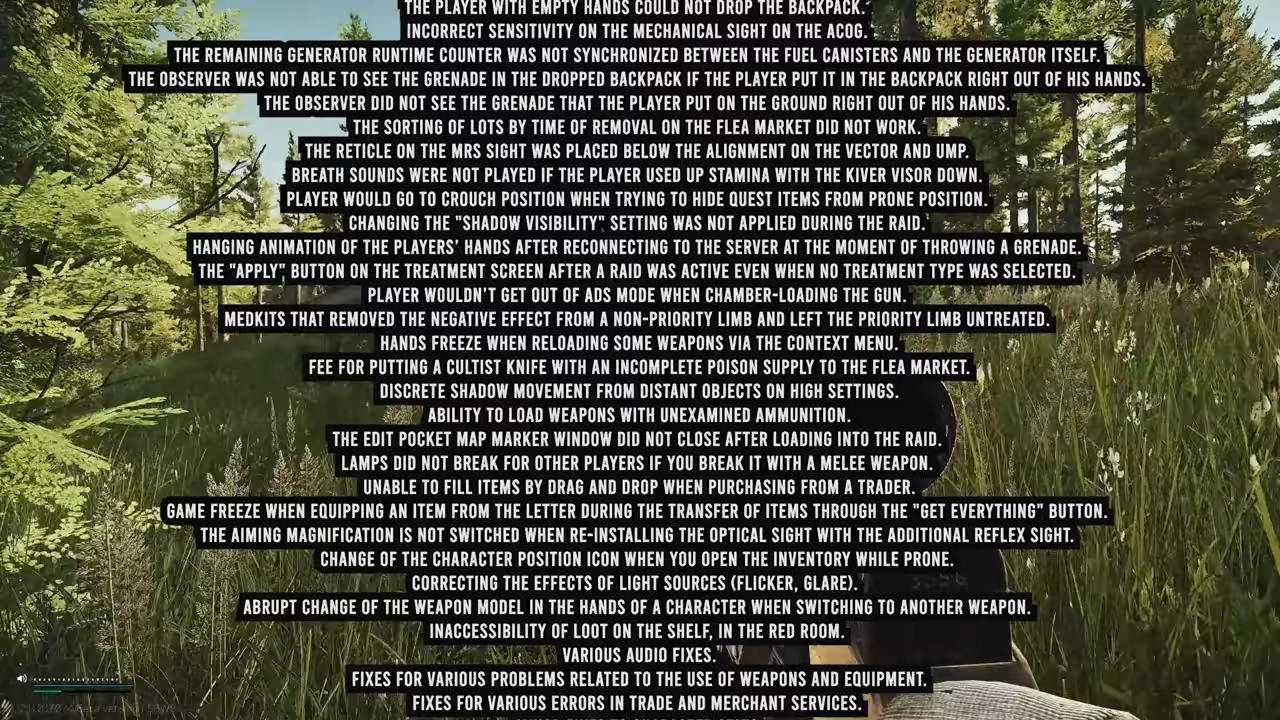 THE PLAYER WITH EMPTY HANDS COULD NOT DROP THE BACKPACK.
INCORRECT SENSITIVITY ON THE MECHANICAL SIGHT ON THE ACOG.
THE REMAINING GENERATOR RUNTIME COUNTER WAS NOT SYNCHRONIZED BETWEEN THE FUEL CANISTERS AND THE GENERATOR ITSELF.
THE OBSERVER WAS NOT ABLE TO SEE THE GRENADE IN THE DROPPED BACKPACK IF THE PLAYER PUT IT IN THE BACKPACK RIGHT OUT OF HIS HANDS.
THE OBSERVER DID NOT SEE THE GRENADE THAT THE PLAYER PUT ON THE GROUND RIGHT OUT OF HIS HANDS.
THE SORTING OF LOTS BY TIME OF REMOVAL ON THE FLEA MARKET DID NOT WORK.
THE RETICLE ON THE MRS SIGHT WAS PLACED BELOW THE ALIGNMENT ON THE VECTOR AND UMP.
BREATH SOUNDS WERE NOT PLAYED IF THE PLAYER USED UP STAMINA WITH THE KIVER VISOR DOWN.
PLAYER WOULD GO TO CROUCH POSITION WHEN TRYING TO HIDE QUEST ITEMS FROM PRONE POSITION.
CHANGING THE "SHADOW VISIBILITY" SETTING WAS NOT APPLIED DURING THE RAID.
HANGING ANIMATION OF THE PLAYERS' HANDS AFTER RECONNECTING TO THE SERVER AT THE MOMENT OF THROWING A GRENADE.
THE "APPLY" BUTTON ON THE TREATMENT SCREEN AFTER A RAID WAS ACTIVE EVEN WHEN NO TREATMENT TYPE WAS SELECTED.
PLAYER WOULDN'T GET OUT OF ADS MODE WHEN CHAMBER-LOADING THE GUN.
MEDKITS THAT REMOVED THE NEGATIVE EFFECT FROM A NON-PRIORITY LIMB AND LEFT THE PRIORITY LIMB UNTREATED.
HANDS FREEZE WHEN RELOADING SOME WEAPONS VIA THE CONTEXT MENU.
FEE FOR PUTTING A CULTIST KNIFE WITH AN INCOMPLETE POISON SUPPLY TO THE FLEA MARKET.
DISCRETE SHADOW MOVEMENT FROM DISTANT OBJECTS ON HIGH SETTINGS.
ABILITY TO LOAD WEAPONS WITH UNEXAMINED AMMUNITION.
THE EDIT POCKET MAP MARKER WINDOW DID NOT CLOSE AFTER LOADING INTO THE RAID.
LAMPS DID NOT BREAK FOR OTHER PLAYERS IF YOU BREAK IT WITH A MELEE WEAPON.
UNABLE TO FILL ITEMS BY DRAG AND DROP WHEN PURCHASING FROM A TRADER.
GAME FREEZE WHEN EQUIPPING AN ITEM FROM THE LETTER DURING THE TRANSFER OF ITEMS THROUGH THE "GET EVERYTHING" BUTTON.
THE AIMING MAGNIFICATION IS NOT SWITCHED WHEN RE-INSTALLING THE OPTICAL SIGHT WITH THE ADDITIONAL REFLEX SIGHT.
CHANGE OF THE CHARACTER POSITION ICON WHEN YOU OPEN THE INVENTORY WHILE PRONE.
CORRECTING THE EFFECTS OF LIGHT SOURCES (FLICKER, GLARE).
ABRUPT CHANGE OF THE WEAPON MODEL IN THE HANDS OF A CHARACTER WHEN SWITCHING TO ANOTHER WEAPON.
INACCESSIBILITY OF LOOT ON THE SHELF, IN THE RED ROOM.
VARIOUS AUDIO FIXES.
FIXES FOR VARIOUS PROBLEMS RELATED TO THE USE OF WEAPONS AND EQUIPMENT.
FIXES FOR VARIOUS ERRORS IN TRADE AND MERCHANT SERVICES.